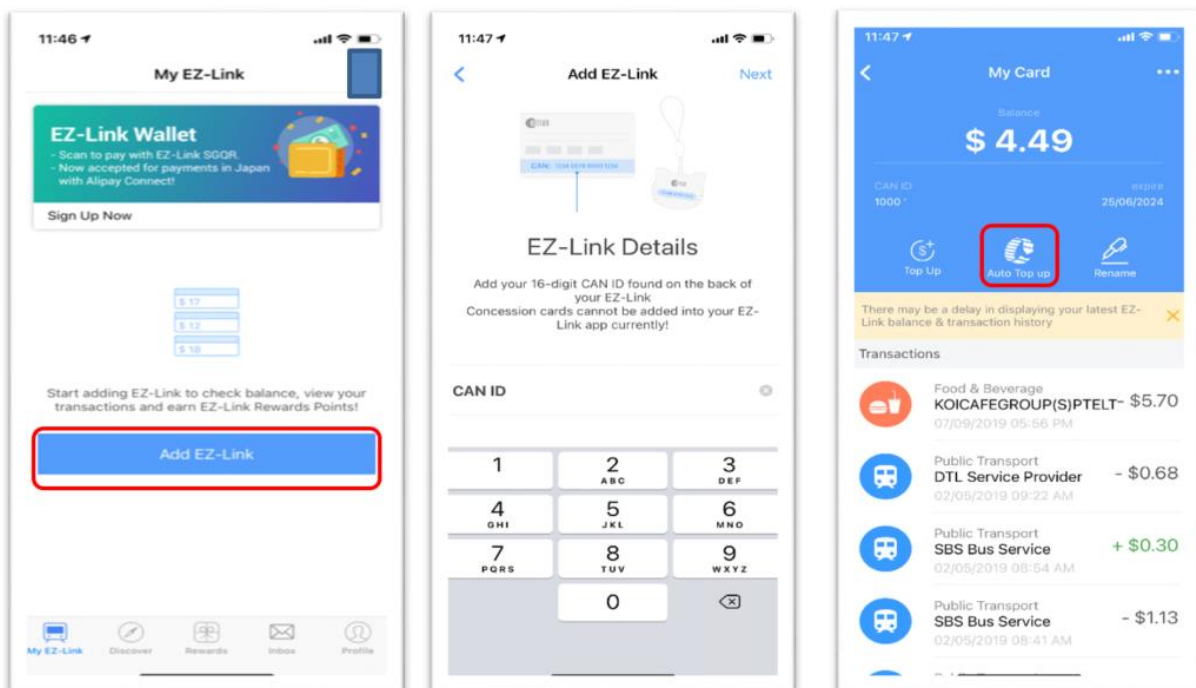 11:46
My EZ-Link
EZ-Link Wallet
- Scan to pay with EZ-Link SGQR.
- Now accepted for payments in Japan
with Alipay Connect!
Sign Up Now
$ 17
$ 12
$ 18
Start adding EZ-Link to check balance, view your
transactions and earn EZ-Link Rewards Points!
Add EZ-Link
My EZ-Link Discover Rewards Inbox Profile
11:47
Add EZ-Link Next
CAN:
EZ-Link Details
Add your 16-digit CAN ID found on the back of
your EZ-Link
Concession cards cannot be added into your EZ-
Link app currently!
CAN ID
1 2 3
ABC DEF
4 5 6
GHI JKL MNO
7 8 9
PQRS TUV WXYZ
0
11:47
My Card
Balance
$ 4.49
CAN ID expire
1000 25/06/2024
Top Up Auto Top up Rename
There may be a delay in displaying your latest EZ-
Link balance & transaction history
Transactions
Food & Beverage
KOICAFEGROUP(S)PTELT- $5.70
07/09/2019 05:56 PM
Public Transport
DTL Service Provider - $0.68
02/05/2019 09:22 AM
Public Transport
SBS Bus Service + $0.30
02/05/2019 08:54 AM
Public Transport
SBS Bus Service - $1.13
02/05/2019 08:41 AM